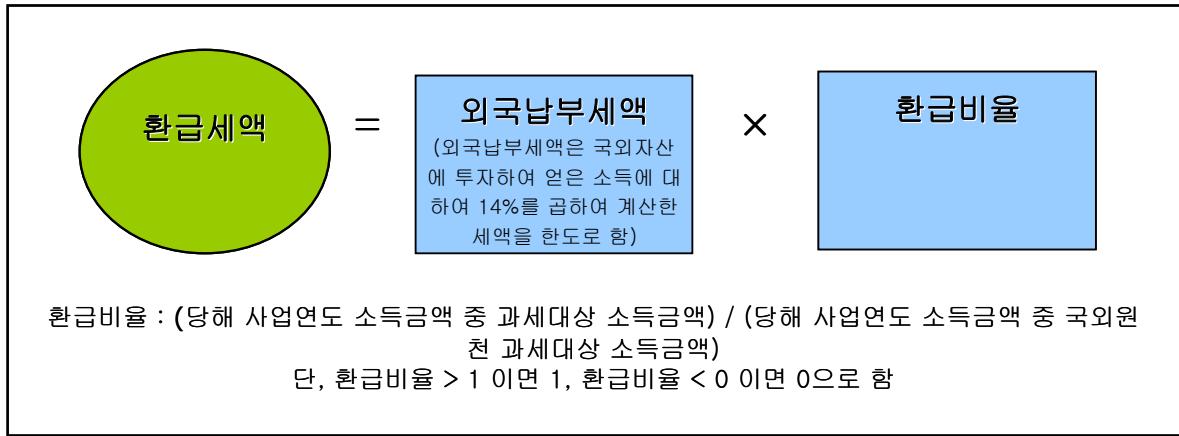 환급세액
=
외국납부세액
(외국납부세액은 국외자산
에 투자하여 얻은 소득에 대
하여 14%를 곱하여 계산한
세액을 한도로 함)
×
환급비율
환급비율 : (당해 사업연도 소득금액 중 과세대상 소득금액) / (당해 사업연도 소득금액 중 국외원
천 과세대상 소득금액)
단, 환급비율 > 1 이면 1, 환급비율 < 0 이면 0으로 함